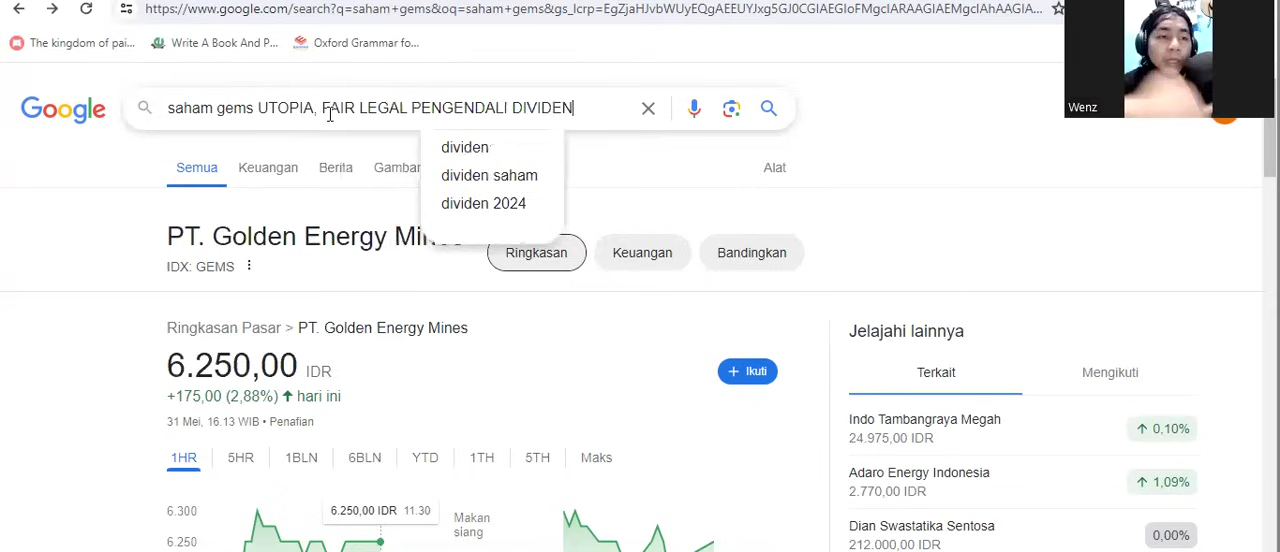 https://www.google.com/search?q=saham+gems&oq=saham+gems&gs_lcrp=EgZjaHJvbWUyEQgAEEUYJxg5GJ0CGIAEGIoFMgcIARAAGIAEMgcIAhAAGIA...
The kingdom of pai...
Write A Book And P...
Oxford Grammar fo...
Wenz
Google
saham gems UTOPIA, FAIR LEGAL PENGENDALI DIVIDEN
dividen
dividen saham
dividen 2024
Semua
Keuangan
Berita
Gambar
Alat
PT. Golden Energy Mines
IDX: GEMS
Ringkasan
Keuangan
Bandingkan
Ringkasan Pasar > PT. Golden Energy Mines
6.250,00 IDR
+175,00 (2,88%) hari ini
31 Mei, 16.13 WIB • Penafian
+ Ikuti
1HR
5HR
1BLN
6BLN
YTD
1TH
5TH
Maks
6.300
6.250
6.250,00 IDR 11.30
Makan
siang
Jelajahi lainnya
Terkait
Mengikuti
Indo Tambangraya Megah
24.975,00 IDR
0,10%
Adaro Energy Indonesia
2.770,00 IDR
1,09%
Dian Swastatika Sentosa
212.000,00 IDR
0,00%